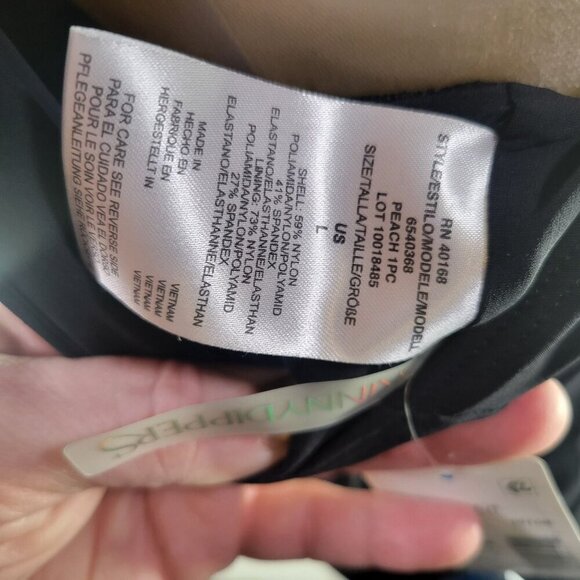 RN 40168
STYLE/ESTILO/MODELE/MODELL
6540368
PEACH 1PC
LOT 10018485
SIZE/TALLA/TAILLE/GRÖßE
US
L
SHELL: 59% NYLON
POLIAMIDA/NYLON/POLYAMID
41% SPANDEX
ELASTANO/ELASTHANNE/ELASTHAN
LINING: 73% NYLON
POLIAMIDA/NYLON/POLYAMID
27% SPANDEX
ELASTANO/ELASTHANNE/ELASTHAN
MADE IN VIETNAM
HECHO EN VIETNAM
FABRIQUE EN VIETNAM
HERGESTELLT IN VIETNAM
FOR CARE SEE REVERSE SIDE
PARA EL CUIDADO VEA EL DORSO
POUR LE SOIN VOIR LE
PFLEGEANLEITUNG SIEHE
SKINNYDIPPERS